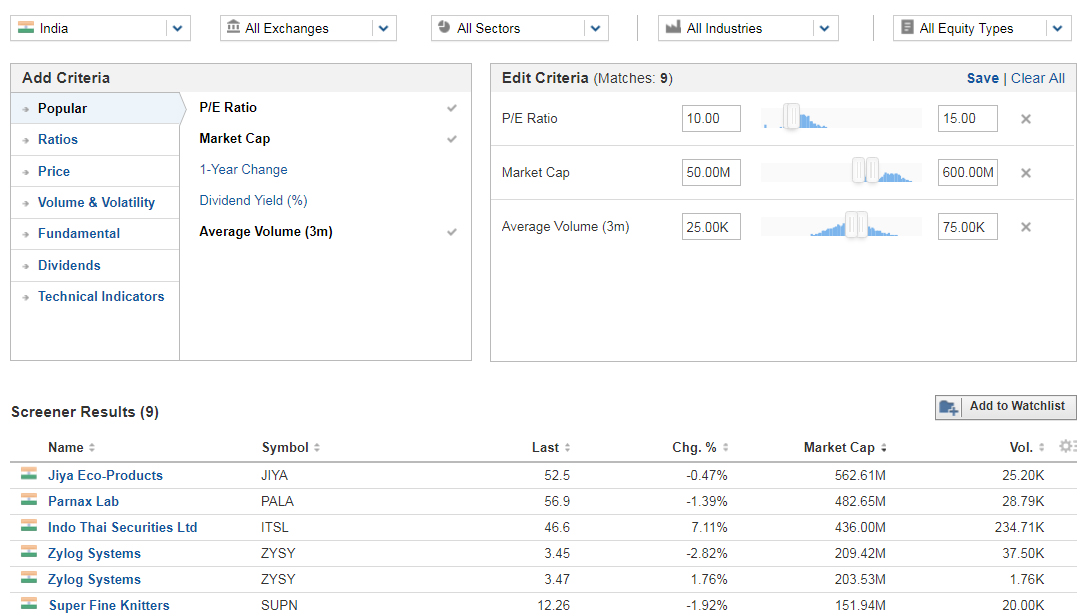 India All Exchanges All Sectors All Industries All Equity Types
Add Criteria
Popular
Ratios
Price
Volume & Volatility
Fundamental
Dividends
Technical Indicators
P/E Ratio
Market Cap
1-Year Change
Dividend Yield (%)
Average Volume (3m)
Edit Criteria (Matches: 9) Save | Clear All
P/E Ratio 10.00 15.00
Market Cap 50.00M 600.00M
Average Volume (3m) 25.00K 75.00K
Screener Results (9) Add to Watchlist
Name Symbol Last Chg. % Market Cap Vol.
Jiya Eco-Products JIYA 52.5 -0.47% 562.61M 25.20K
Parnax Lab PALA 56.9 -1.39% 482.65M 28.79K
Indo Thai Securities Ltd ITSL 46.6 7.11% 436.00M 234.71K
Zylog Systems ZYSY 3.45 -2.82% 209.42M 37.50K
Zylog Systems ZYSY 3.47 1.76% 203.53M 1.76K
Super Fine Knitters SUPN 12.26 -1.92% 151.94M 20.00K